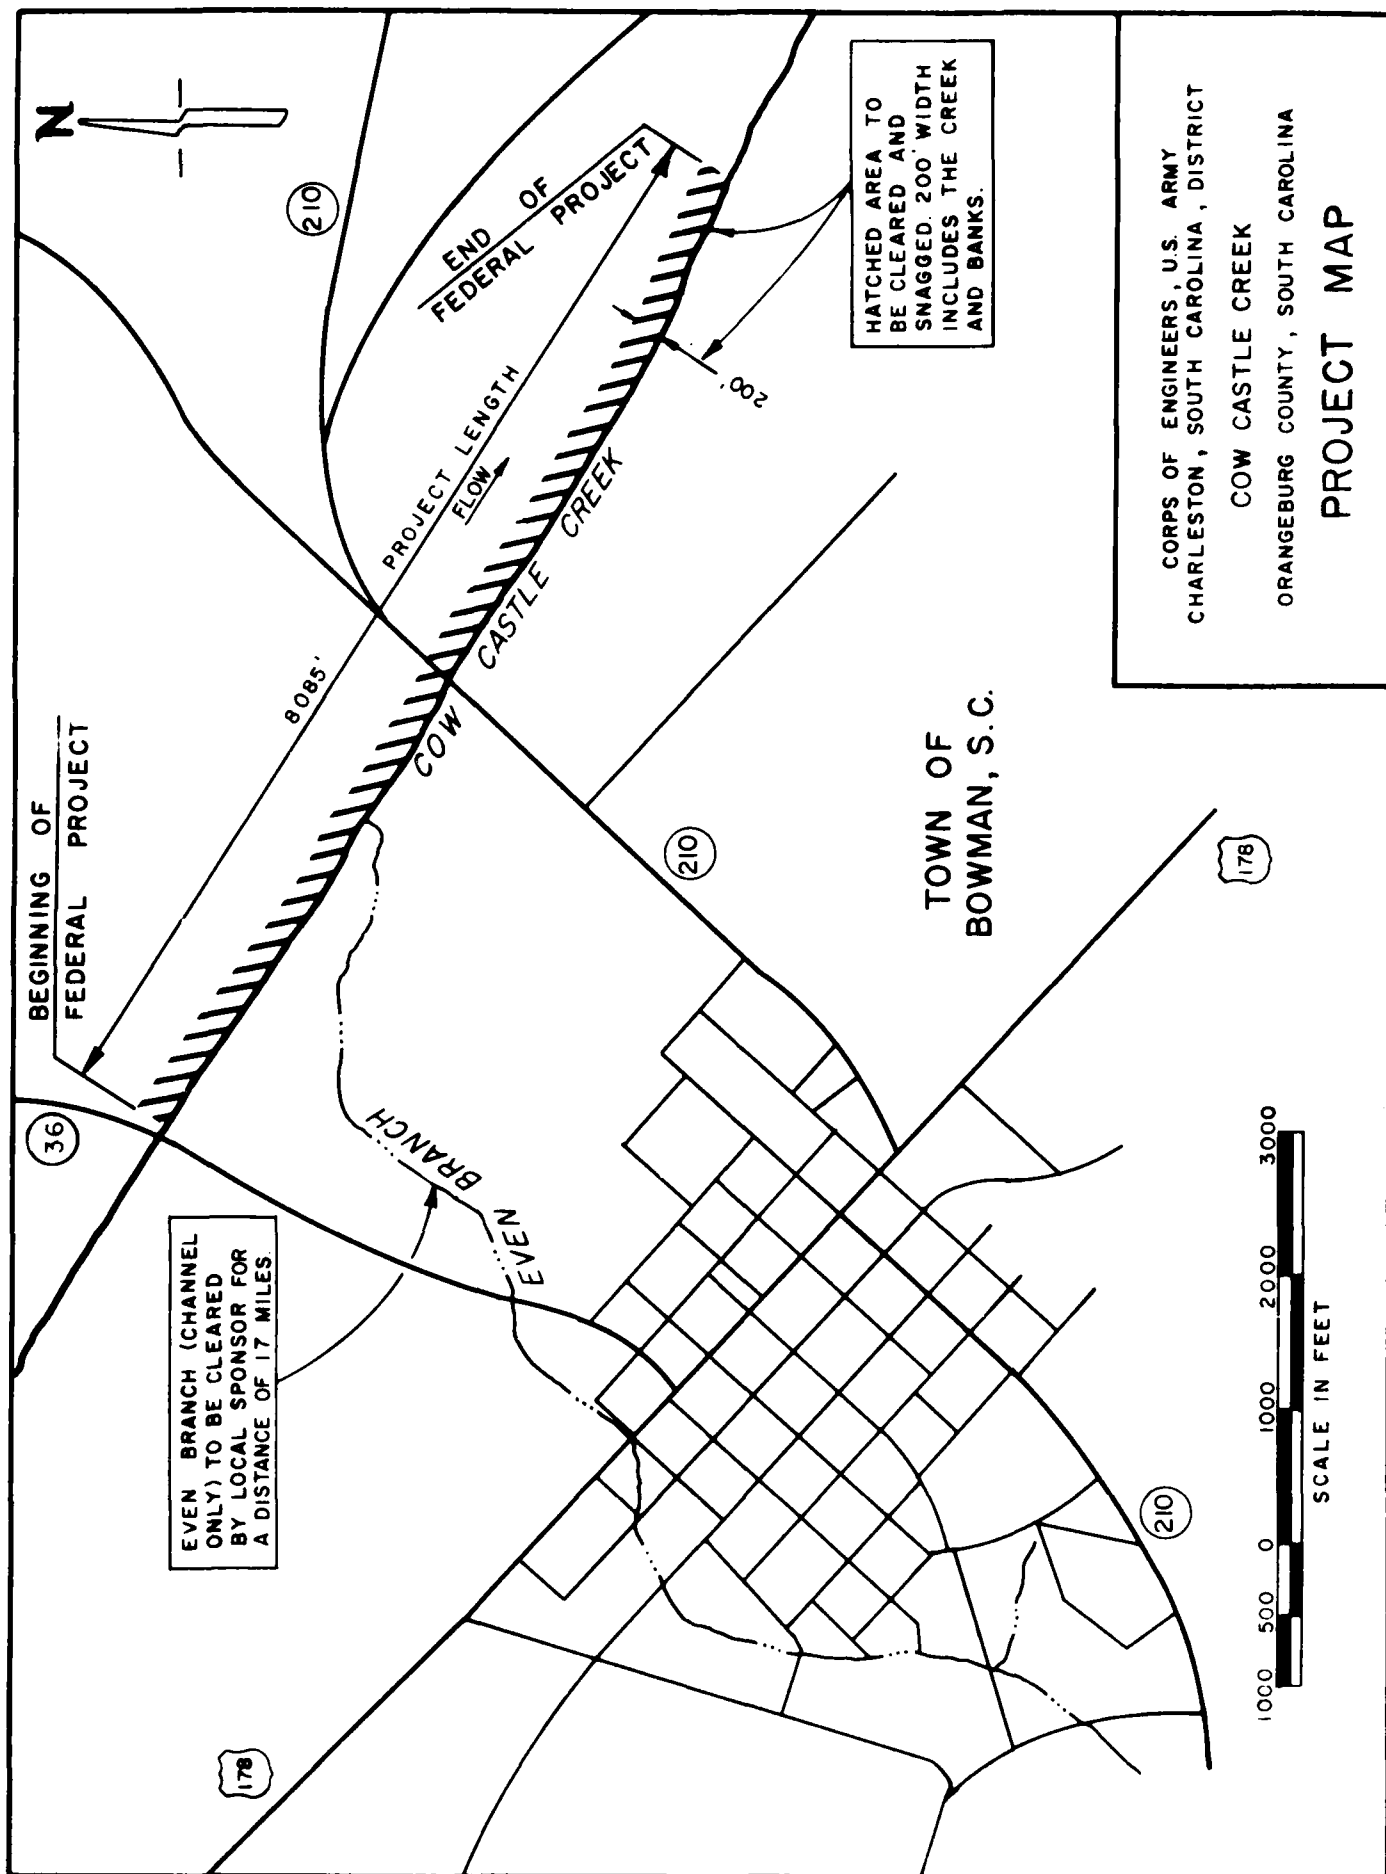 N
210
36
BEGINNING OF
FEDERAL PROJECT
8085'
PROJECT LENGTH
FLOW
END OF
FEDERAL PROJECT
COW CASTLE CREEK
200'
HATCHED AREA TO
BE CLEARED AND
SNAGGED. 200' WIDTH
INCLUDES THE CREEK
AND BANKS.
EVEN BRANCH (CHANNEL
ONLY) TO BE CLEARED
BY LOCAL SPONSOR FOR
A DISTANCE OF 1.7 MILES.
EVEN BRANCH
178
210
TOWN OF
BOWMAN, S.C.
178
210
1000 500 0 1000 2000 3000
SCALE IN FEET
CORPS OF ENGINEERS, U.S. ARMY
CHARLESTON, SOUTH CAROLINA, DISTRICT
COW CASTLE CREEK
ORANGEBURG COUNTY, SOUTH CAROLINA
PROJECT MAP